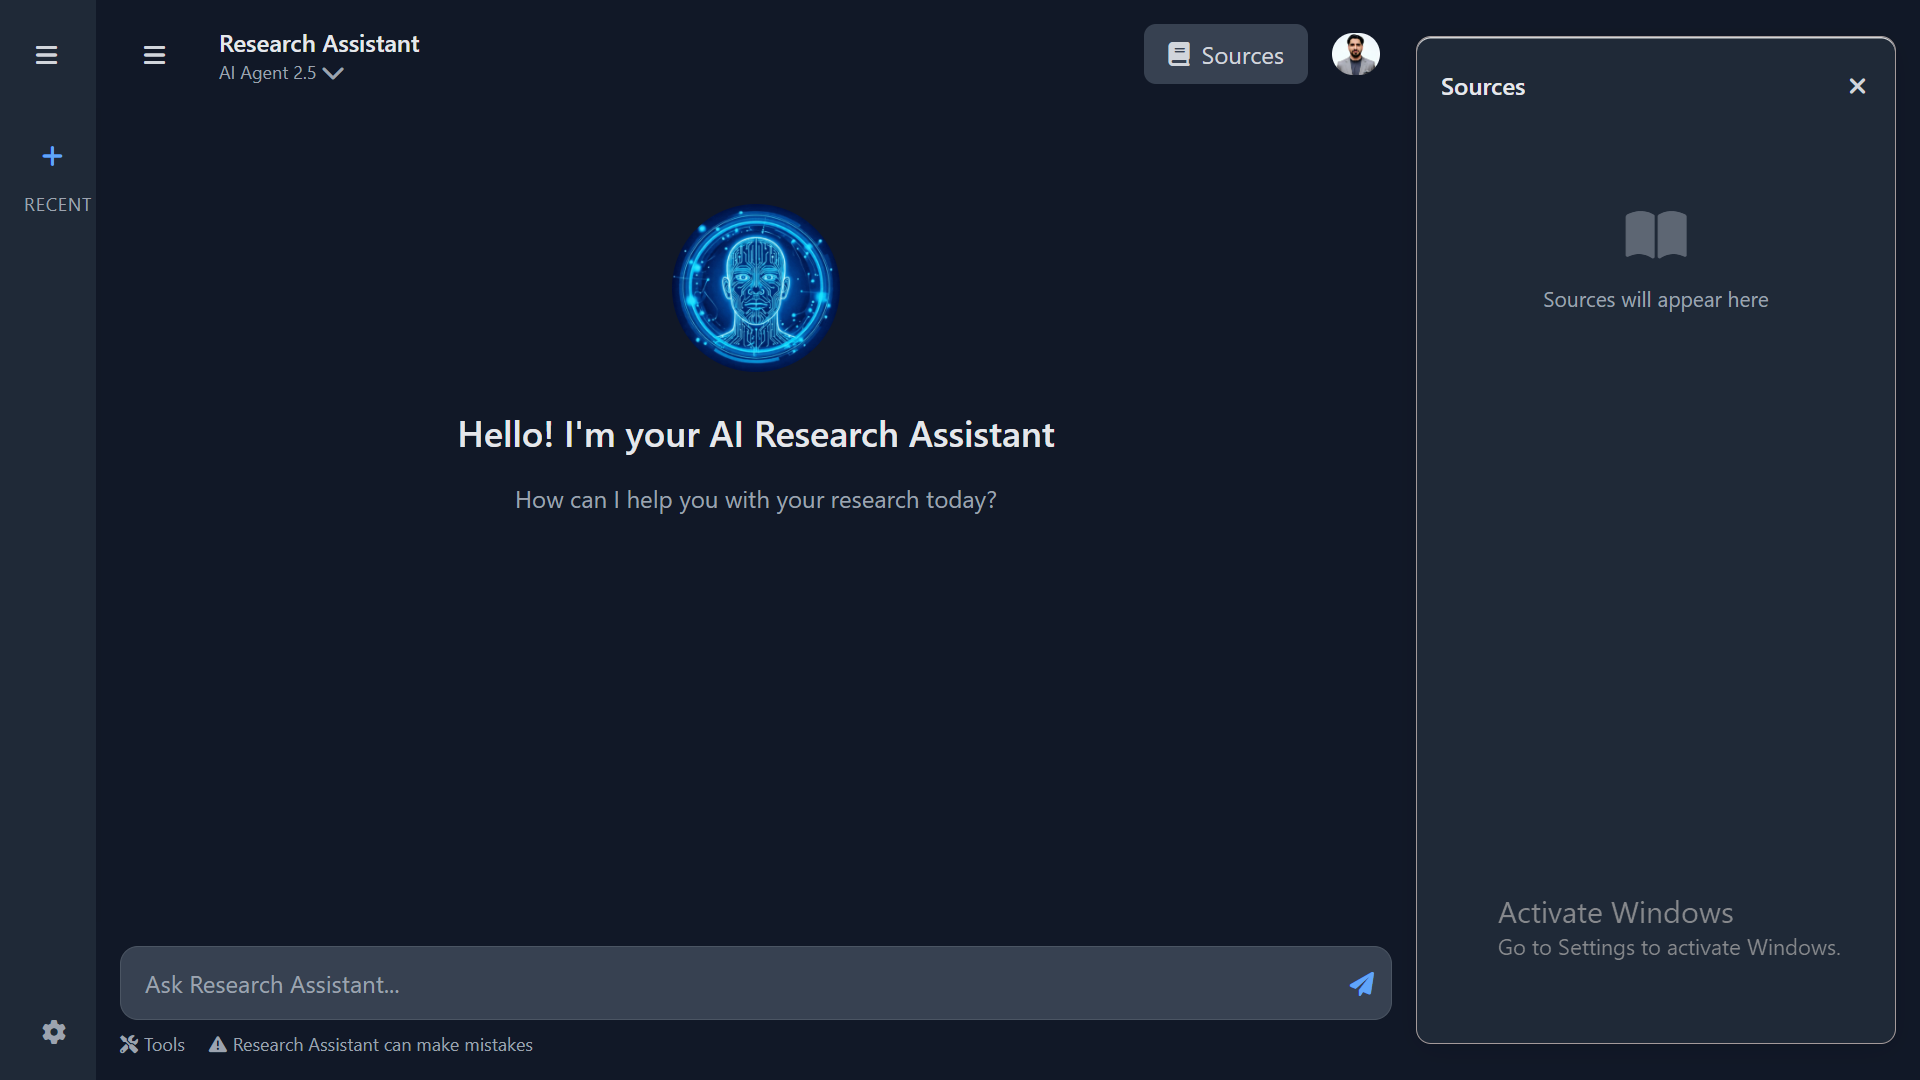 Research Assistant
AI Agent 2.5
Sources
Sources
RECENT
Sources will appear here
Hello! I'm your AI Research Assistant
How can I help you with your research today?
Activate Windows
Go to Settings to activate Windows.
Ask Research Assistant...
Tools
Research Assistant can make mistakes